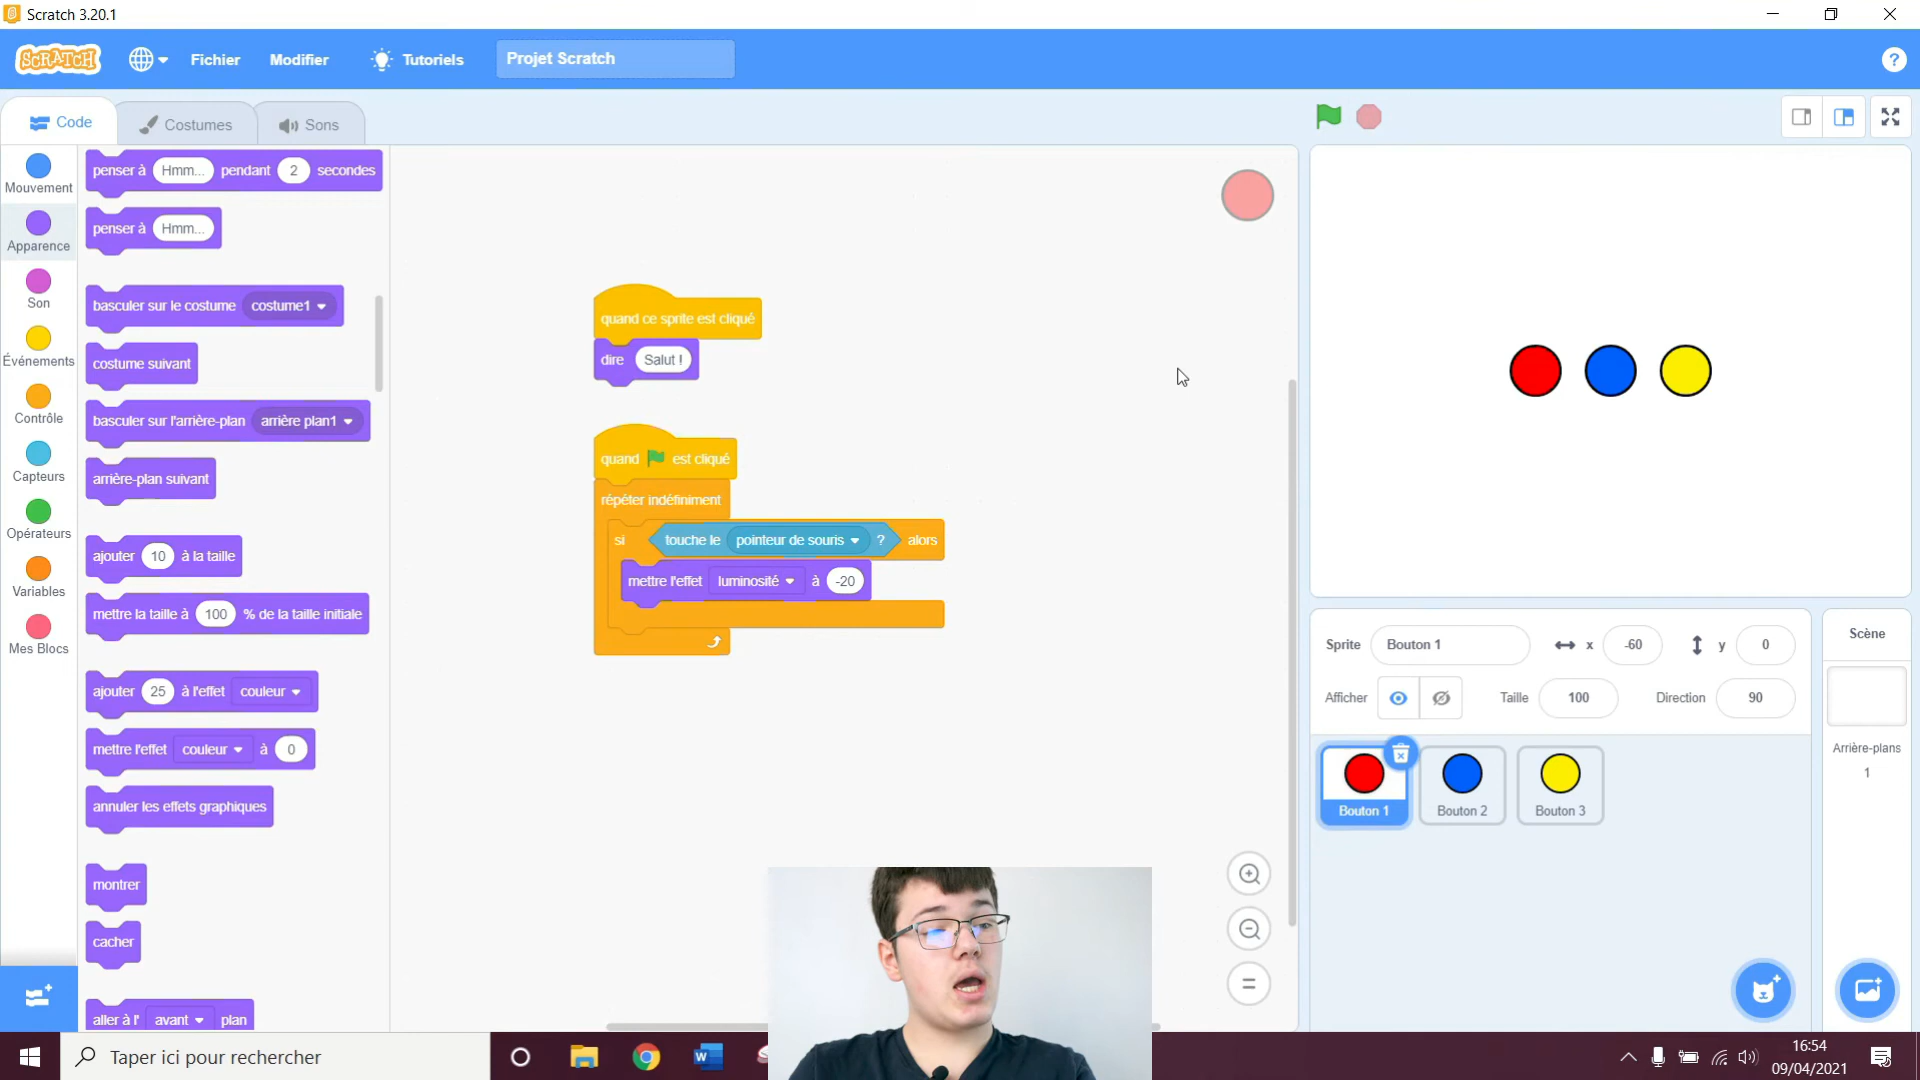 Scratch 3.20.1
SCRATCH
Fichier
Modifier
Tutoriels
Projet Scratch
?
Code
Costumes
Sons
Mouvement
Apparence
Son
Événements
Contrôle
Capteurs
Opérateurs
Variables
Mes Blocs
penser à Hmm... pendant 2 secondes
penser à Hmm...
basculer sur le costume costume1
costume suivant
basculer sur l'arrière-plan arrière plan1
arrière-plan suivant
ajouter 10 à la taille
mettre la taille à 100 % de la taille initiale
ajouter 25 à l'effet couleur
mettre l'effet couleur à 0
annuler les effets graphiques
montrer
cacher
aller à l' avant plan
quand ce sprite est cliqué
dire Salut !
quand est cliqué
répéter indéfiniment
si touche le pointeur de souris ? alors
mettre l'effet luminosité à -20
Sprite Bouton 1 x -60 y 0
Afficher Taille 100 Direction 90
Bouton 1
Bouton 2
Bouton 3
Scène
Arrière-plans
1
Taper ici pour rechercher
W
16:54
09/04/2021